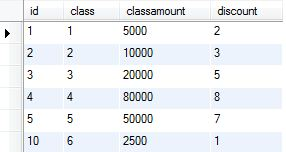 id class classamount discount
1 1 5000 2
2 2 10000 3
3 3 20000 5
4 4 80000 8
5 5 50000 7
10 6 2500 1